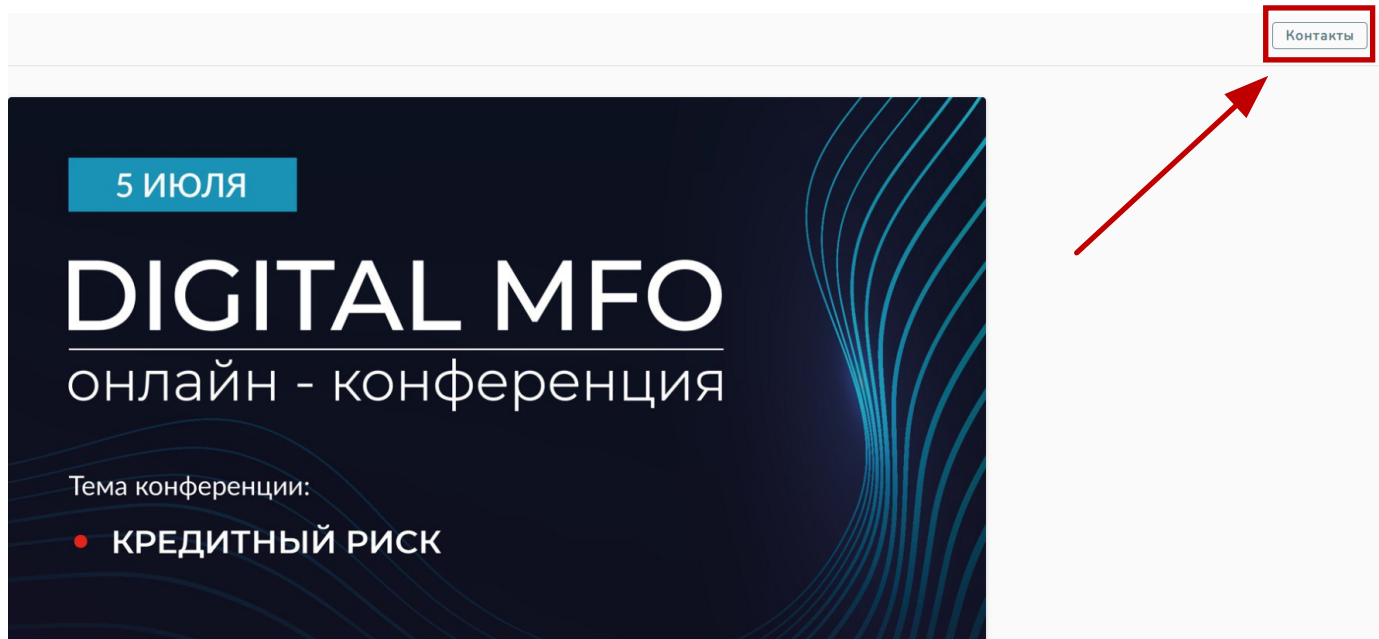 Контакты
5 ИЮЛЯ
DIGITAL MFO
онлайн - конференция
Тема конференции:
• КРЕДИТНЫЙ РИСК